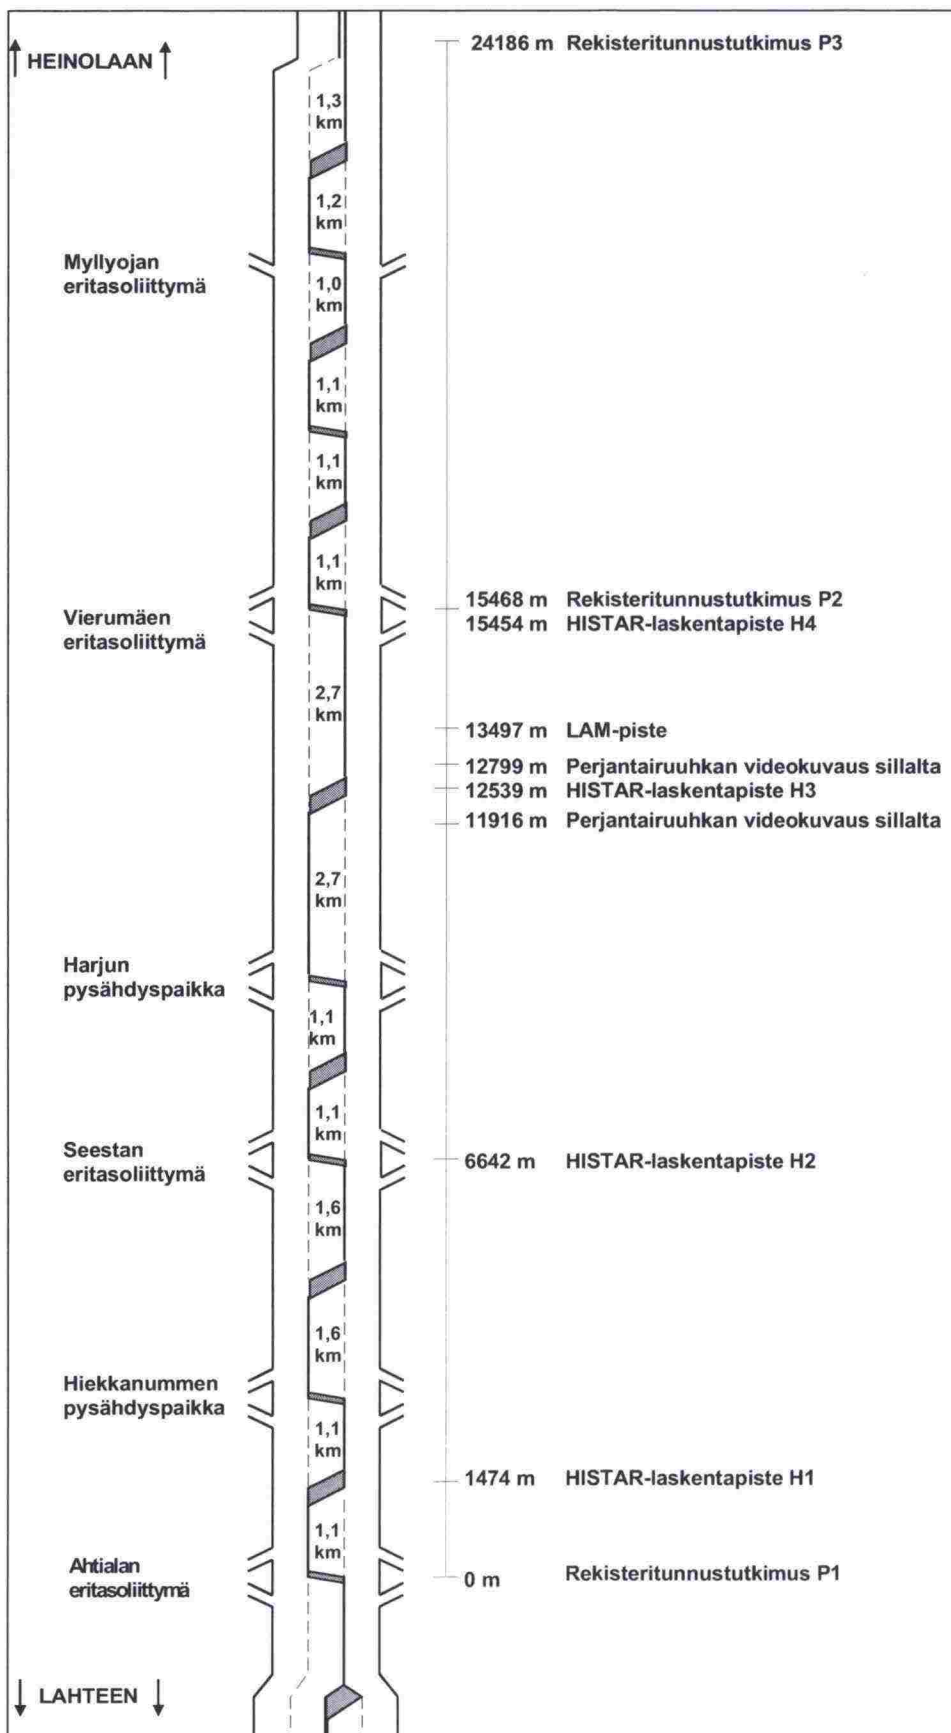 24186 m Rekisteritunnustutkimus P3
HEINOLAAN
1,3
km
1,2
km
Myllyojan
eritasoliittymä
1,0
km
1,1
km
1,1
km
1,1
km
15468 m Rekisteritunnustutkimus P2
Vierumäen
eritasoliittymä
15454 m HISTAR-laskentapiste H4
2,7
km
13497 m LAM-piste
12799 m Perjantairuuhkan videokuvaus sillalta
12539 m HISTAR-laskentapiste H3
11916 m Perjantairuuhkan videokuvaus sillalta
2,7
km
Harjun
pysähdyspaikka
1,1
km
1,1
km
Seestan
eritasoliittymä
6642 m HISTAR-laskentapiste H2
1,6
km
1,6
km
Hiekkanummen
pysähdyspaikka
1,1
km
1474 m HISTAR-laskentapiste H1
1,1
km
Ahtialan
eritasoliittymä
0 m Rekisteritunnustutkimus P1
LAHTEEN